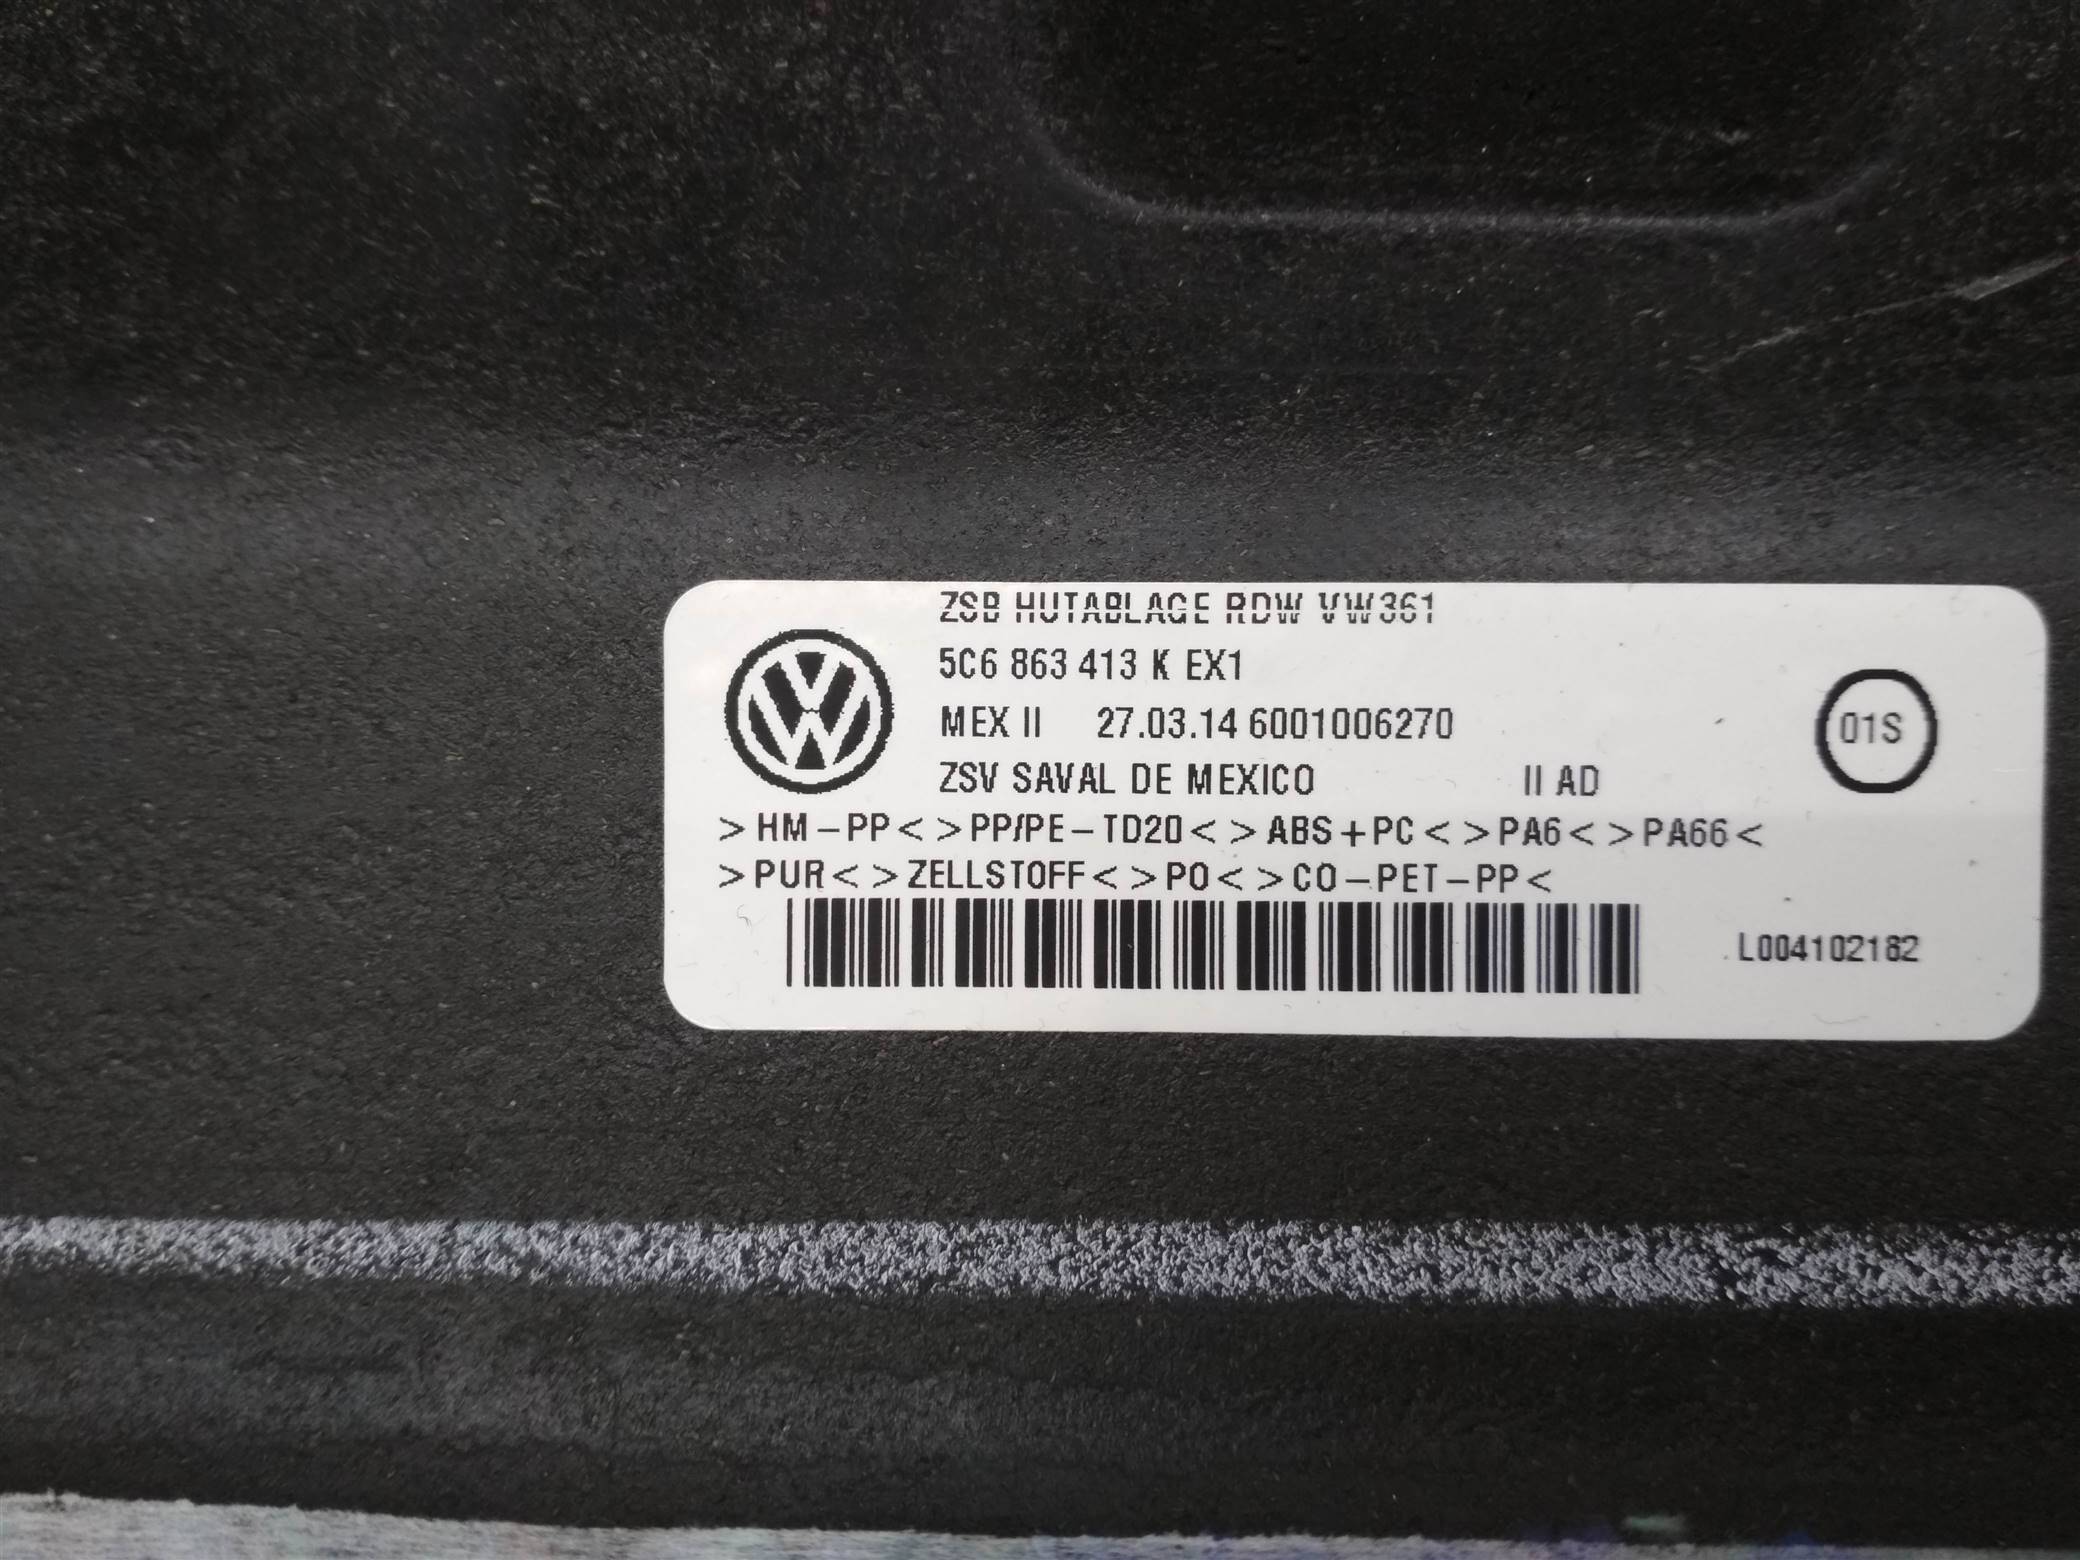 ZSB HUTABLAGE RDW VW361
5C6 863 413 K EX1
MEX II 27.03.14 6001006270
01S
ZSV SAVAL DE MEXICO II AD
>HM-PP<>PP/PE-TD20<>ABS+PC<>PA6<>PA66<
>PUR<>ZELLSTOFF<>PO<>CO-PET-PP<
L004102182